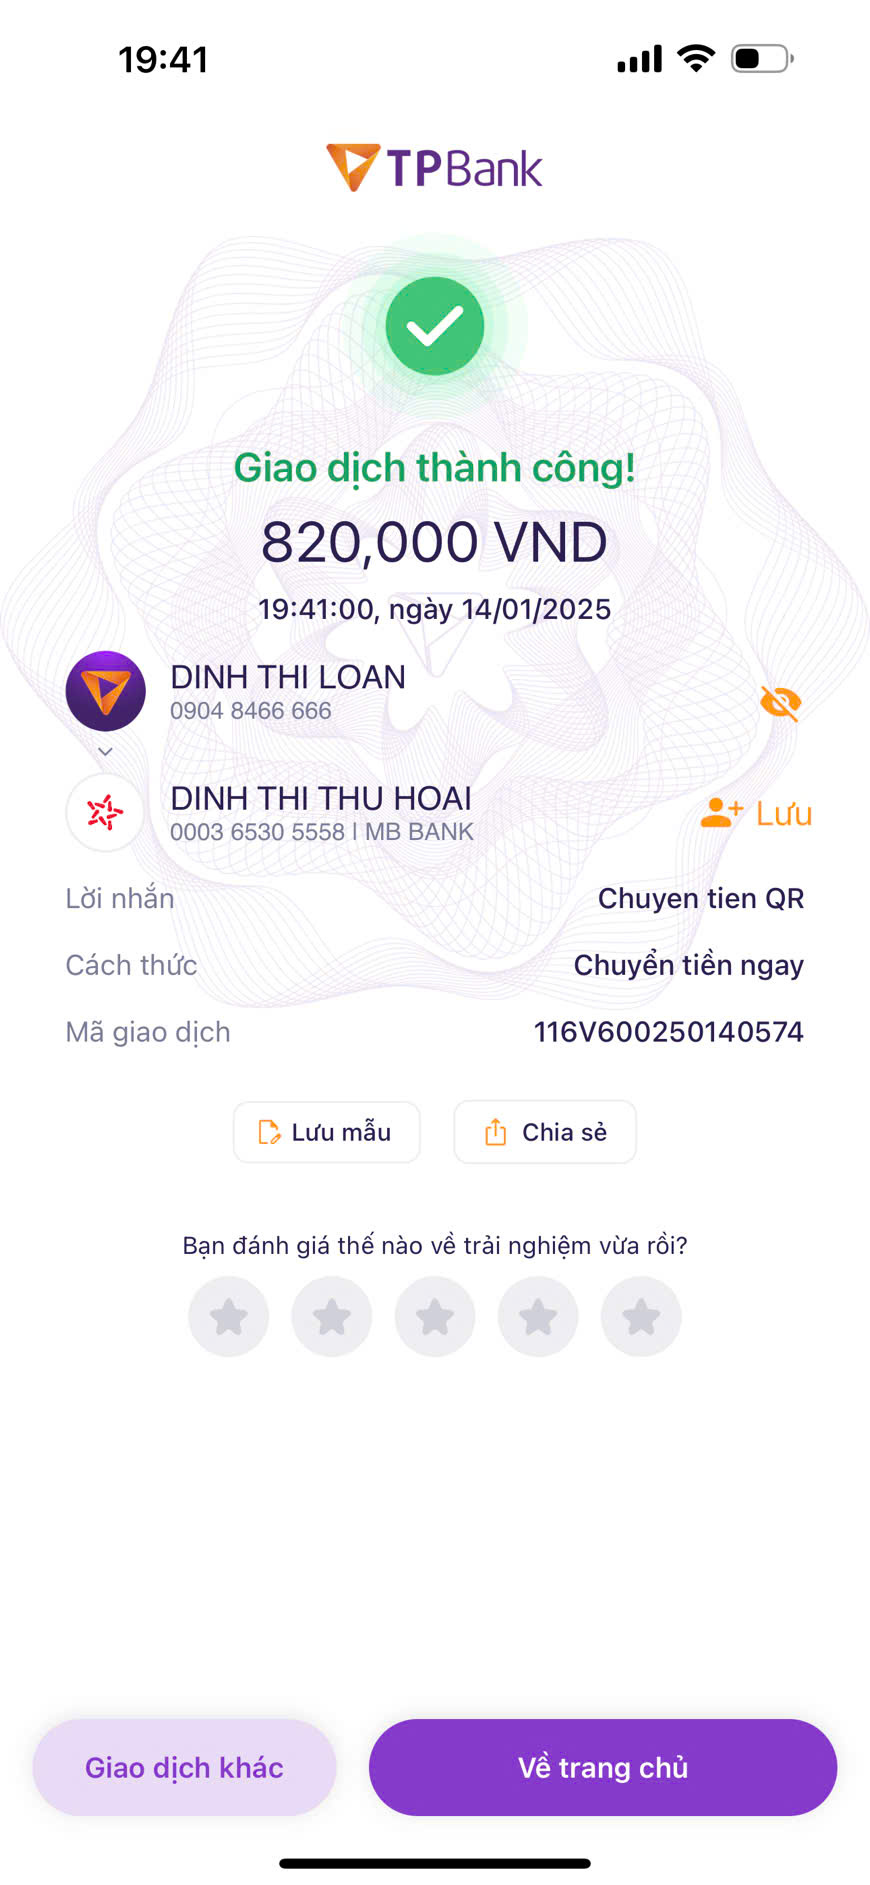 19:41
TPBank
Giao dịch thành công!
820,000 VND
19:41:00, ngày 14/01/2025
DINH THI LOAN
0904 8466 666
DINH THI THU HOAI
0003 6530 5558 | MB BANK
Lưu
Lời nhắn Chuyen tien QR
Cách thức Chuyển tiền ngay
Mã giao dịch 116V600250140574
Lưu mẫu Chia sẻ
Bạn đánh giá thế nào về trải nghiệm vừa rồi?
Giao dịch khác Về trang chủ